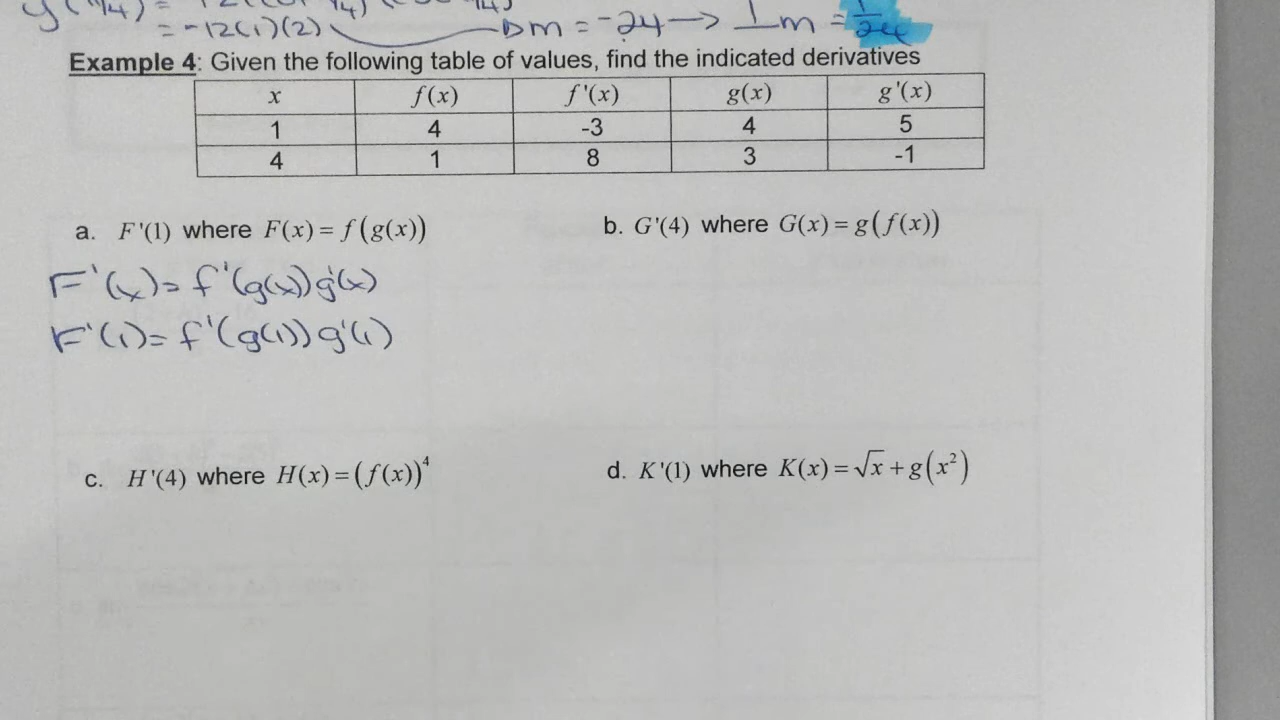 = -12(1)(2) → m = -24 → ⊥m = 1/24
Example 4: Given the following table of values, find the indicated derivatives
x f(x) f'(x) g(x) g'(x)
1 4 -3 4 5
4 1 8 3 -1
a. F'(1) where F(x) = f(g(x)) b. G'(4) where G(x) = g(f(x))
F'(x) = f'(g(x))g'(x)
F'(1) = f'(g(1))g'(1)
c. H'(4) where H(x) = (f(x))⁴ d. K'(1) where K(x) = √x + g(x²)